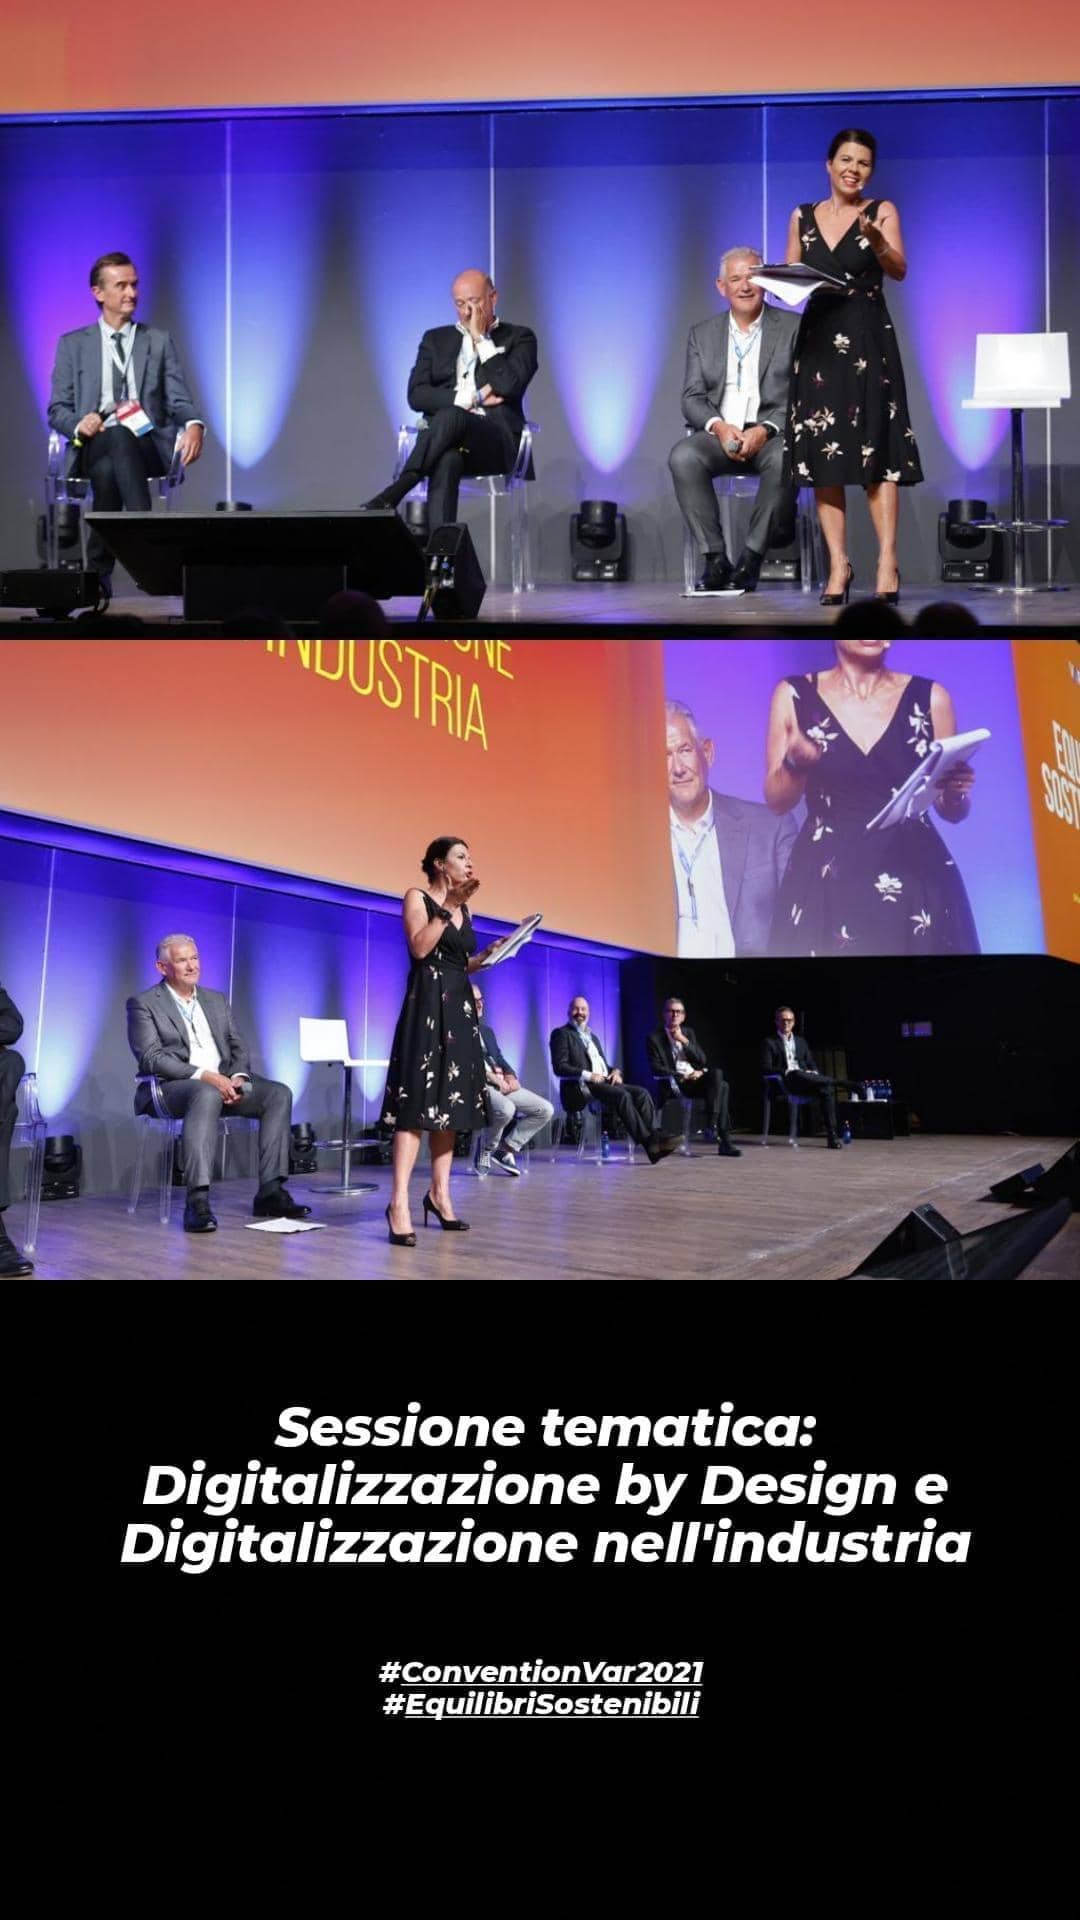 INDUSTRIA
Sessione tematica:
Digitalizzazione by Design e
Digitalizzazione nell'industria
#ConventionVar2021
#EquilibriSostenibili